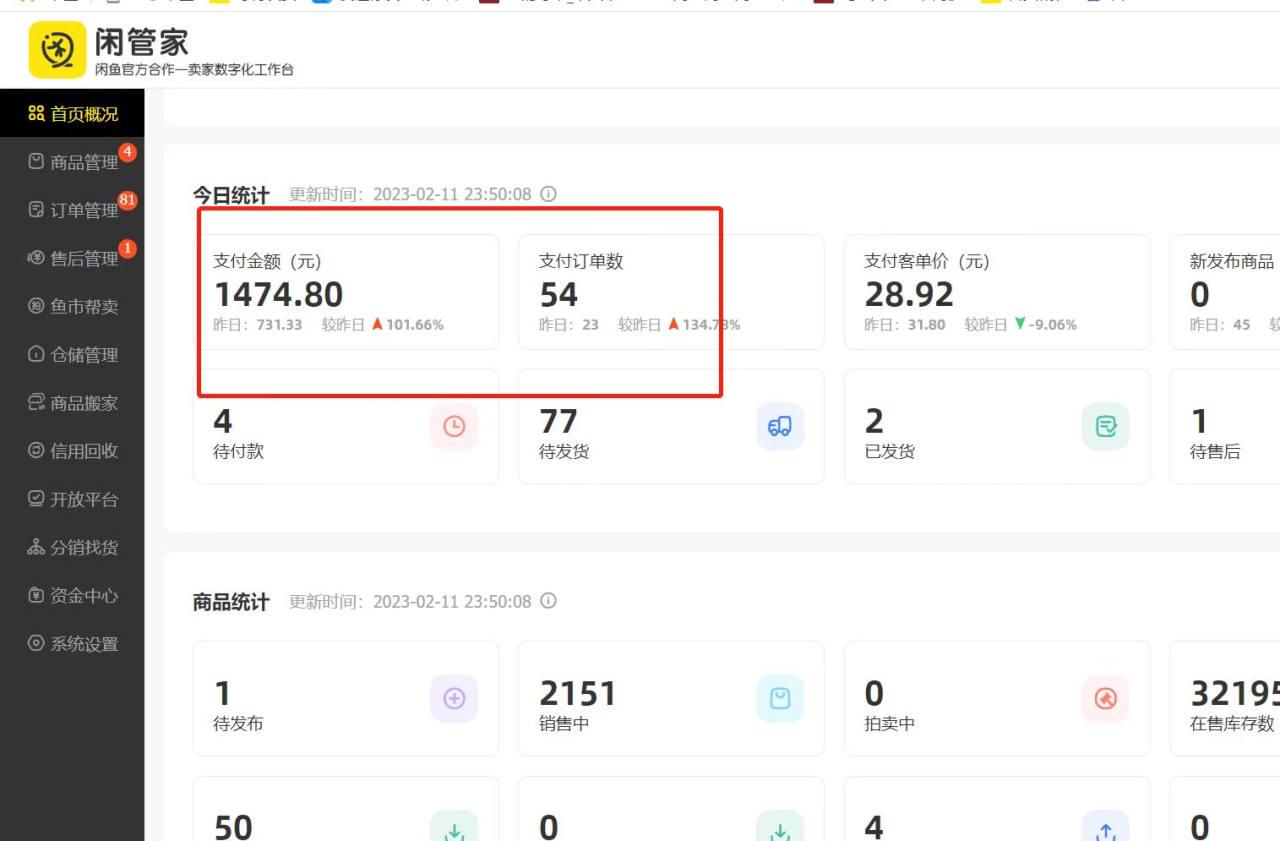 闲管家
闲鱼官方合作一卖家数字化工作台
首页概况
商品管理 4
订单管理 81
售后管理 1
鱼市帮卖
仓储管理
商品搬家
信用回收
开放平台
分销找货
资金中心
系统设置
今日统计 更新时间: 2023-02-11 23:50:08
支付金额 (元) 支付订单数 支付客单价 (元) 新发布商品
1474.80 54 28.92 0
昨日: 731.33 较昨日 101.66% 昨日: 23 较昨日 134.78% 昨日: 31.80 较昨日 -9.06% 昨日: 45
4 77 2 1
待付款 待发货 已发货 待售后
商品统计 更新时间: 2023-02-11 23:50:08
1 2151 0 32195
待发布 销售中 拍卖中 在售库存数
50 0 4 0